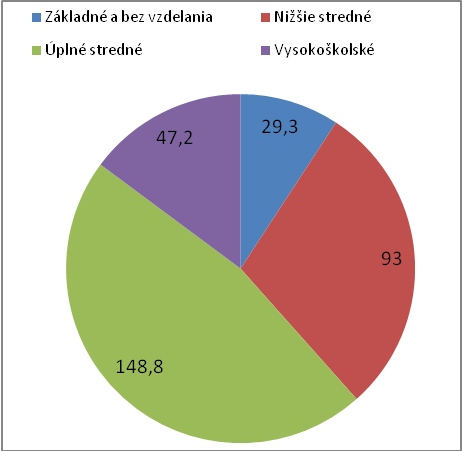 Základné a bez vzdelania
Nižšie stredné
Úplné stredné
Vysokoškolské
29,3
47,2
93
148,8